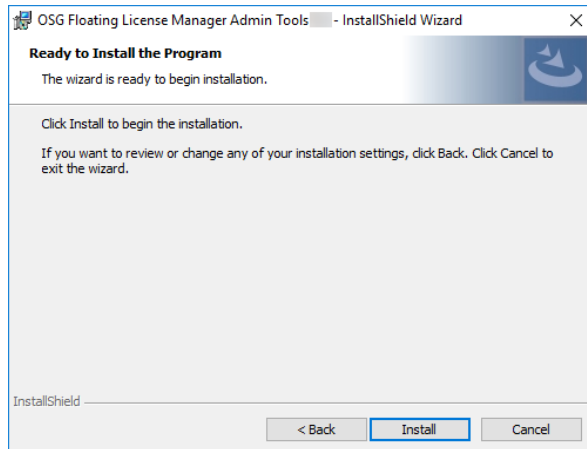 OSG Floating License Manager Admin Tools - InstallShield Wizard
Ready to Install the Program
The wizard is ready to begin installation.
Click Install to begin the installation.
If you want to review or change any of your installation settings, click Back. Click Cancel to
exit the wizard.
InstallShield
< Back Install Cancel